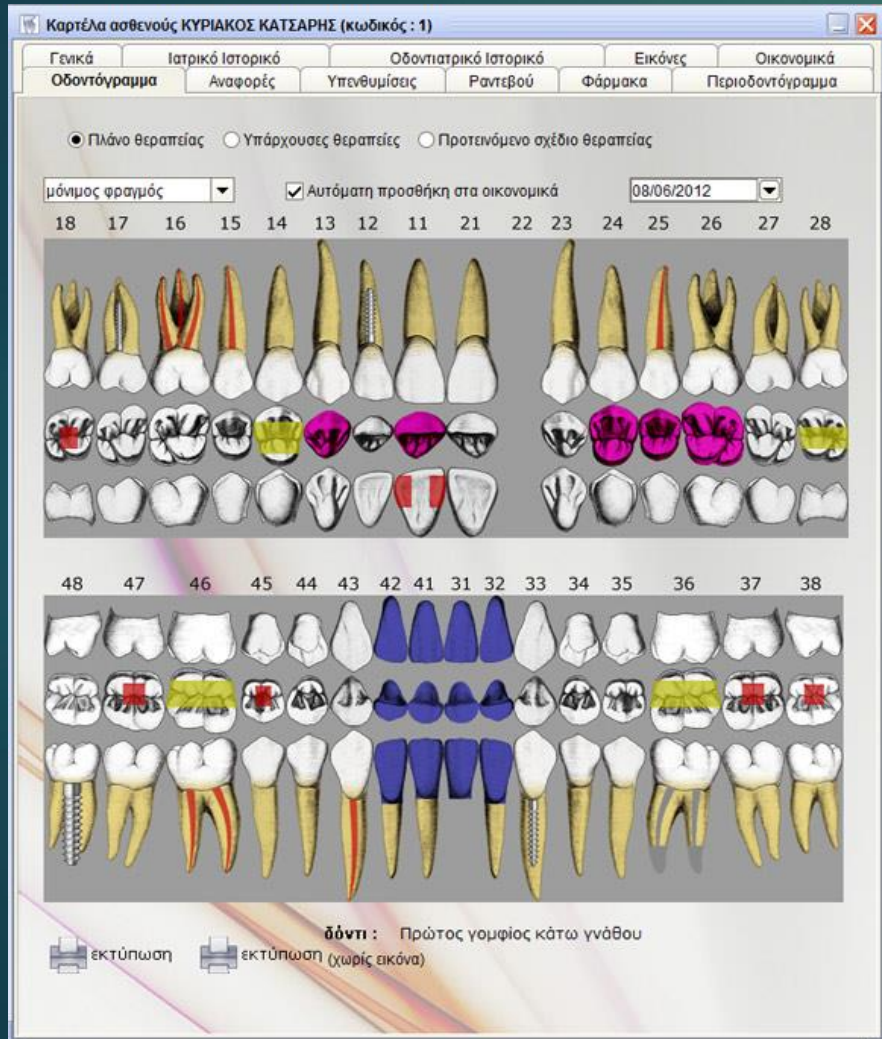 Καρτέλα ασθενούς ΚΥΡΙΑΚΟΣ ΚΑΤΣΑΡΗΣ (κωδικός : 1)
Γενικά Ιατρικό Ιστορικό Οδοντιατρικό Ιστορικό Εικόνες Οικονομικά
Οδοντόγραμμα Αναφορές Υπενθυμίσεις Ραντεβού Φάρμακα Περιοδοντόγραμμα
Πλάνο θεραπείας Υπάρχουσες θεραπείες Προτεινόμενο σχέδιο θεραπείας
μόνιμος φραγμός Αυτόματη προσθήκη στα οικονομικά 08/06/2012
18 17 16 15 14 13 12 11 21 22 23 24 25 26 27 28
48 47 46 45 44 43 42 41 31 32 33 34 35 36 37 38
δόντι : Πρώτος γομφίος κάτω γνάθου
εκτύπωση εκτύπωση (χωρίς εικόνα)